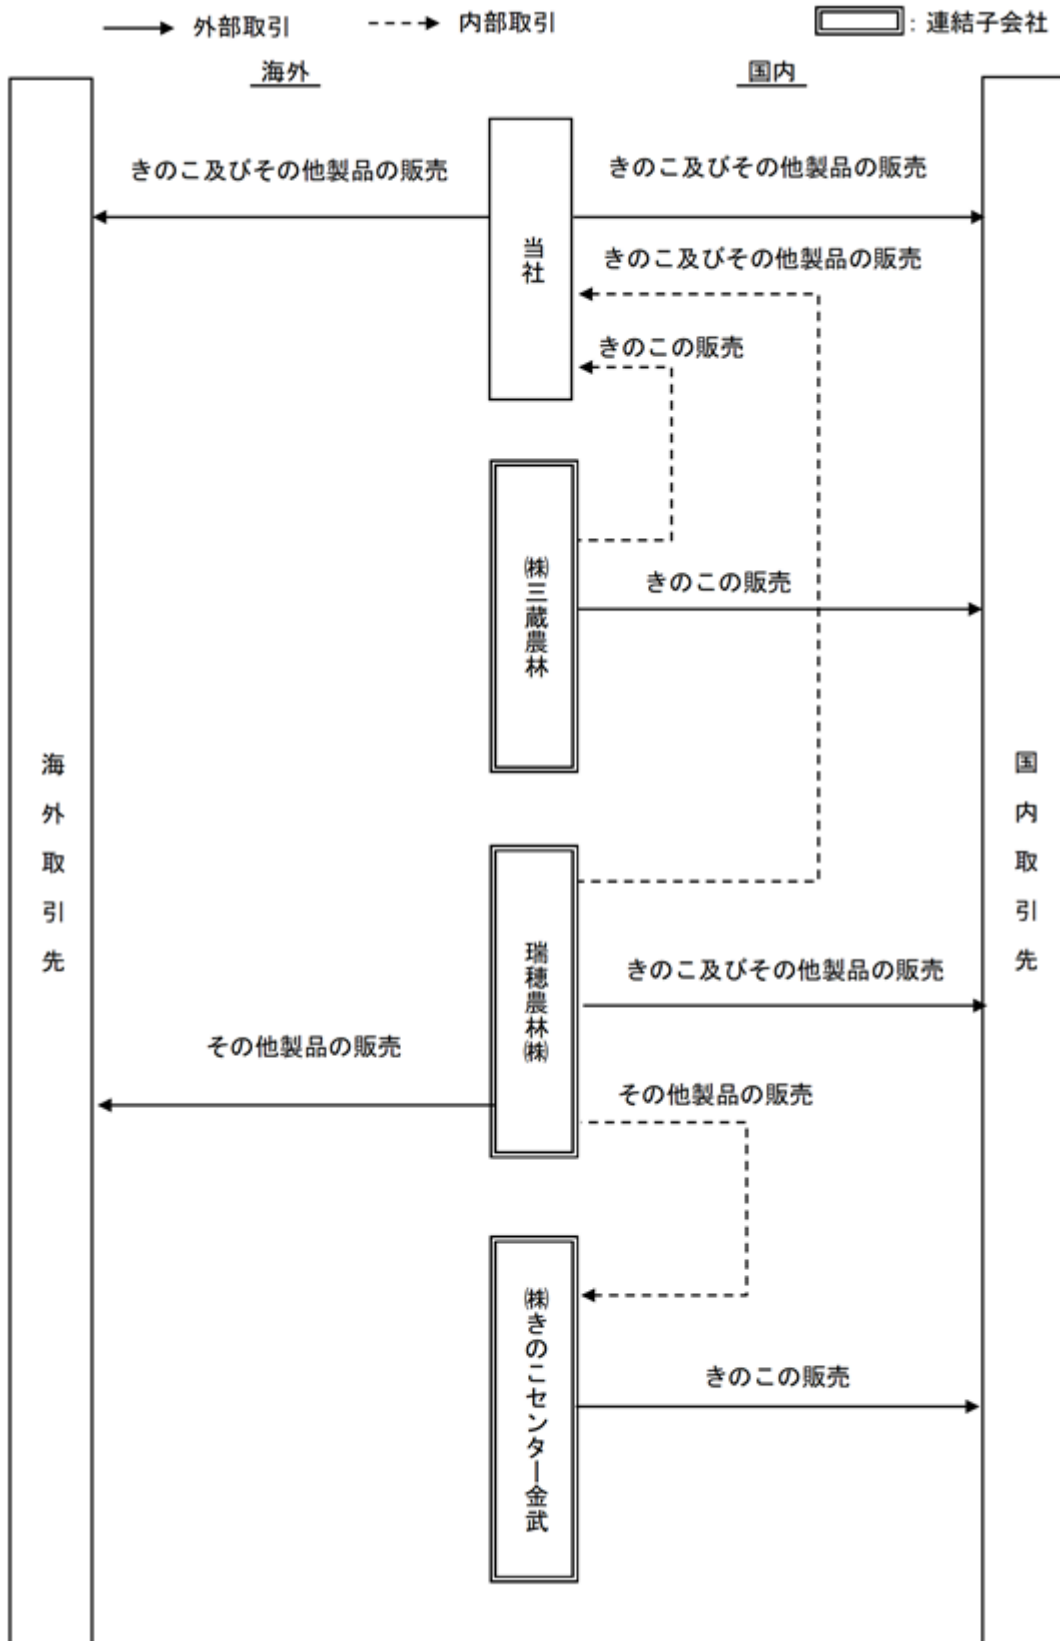 外部取引
内部取引
：連結子会社
海外
国内
きのこ及びその他製品の販売
きのこ及びその他製品の販売
当社
きのこ及びその他製品の販売
きのこの販売
㈱三蔵農林
きのこの販売
海外取引先
国内取引先
瑞穂農林㈱
きのこ及びその他製品の販売
その他製品の販売
その他製品の販売
㈱きのこセンター金武
きのこの販売